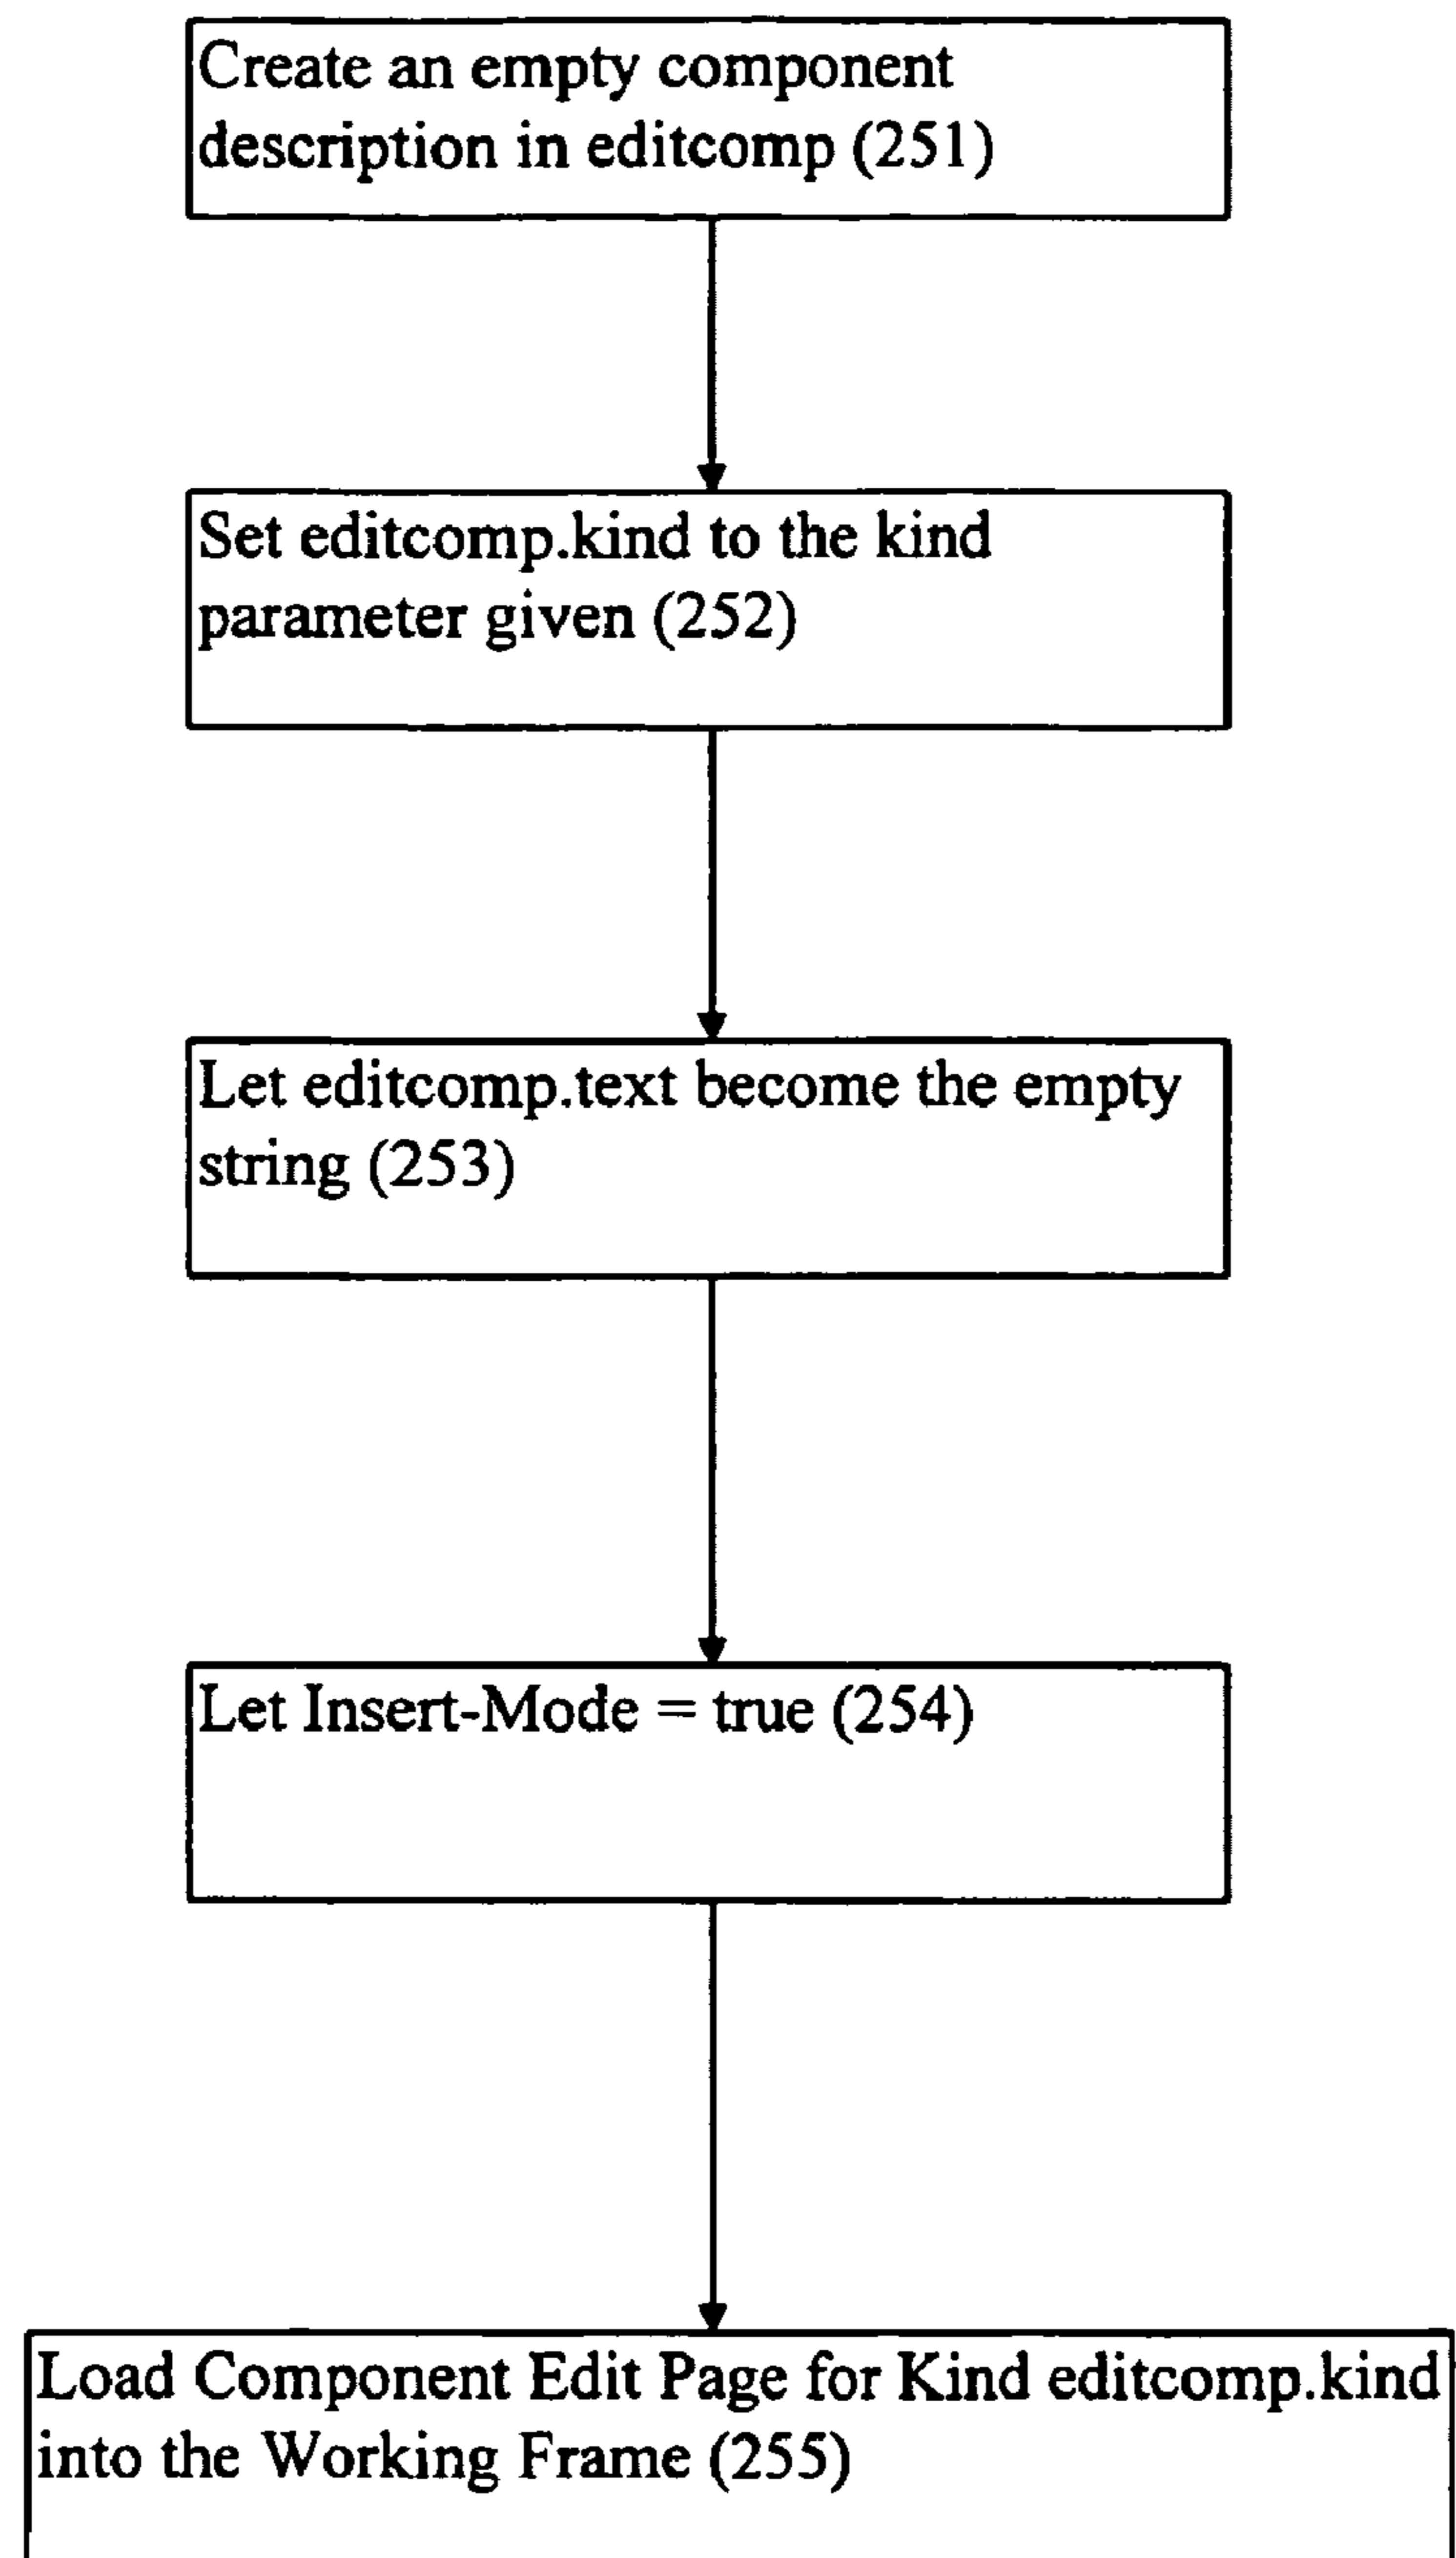 Create an empty component
description in editcomp (251)
Set editcomp.kind to the kind
parameter given (252)
Let editcomp.text become the empty
string (253)
Let Insert-Mode = true (254)
Load Component Edit Page for Kind editcomp.kind
into the Working Frame (255)